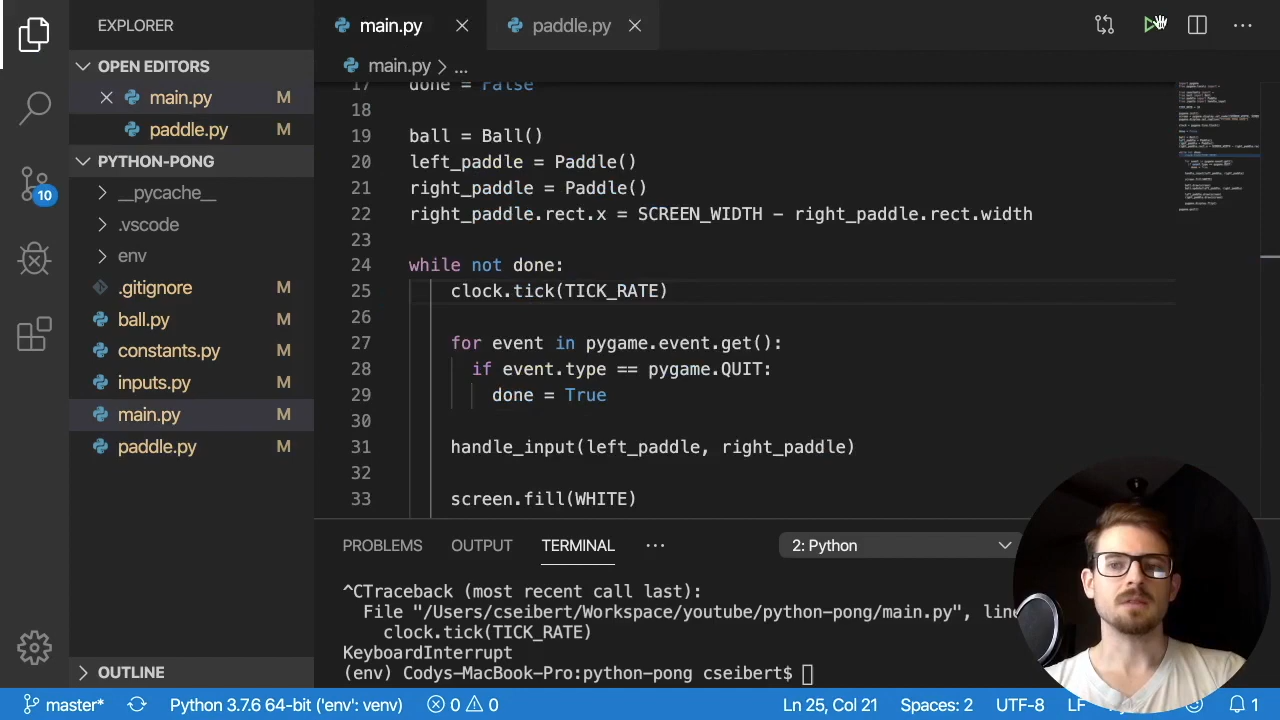 EXPLORER
OPEN EDITORS
main.py M
paddle.py M
PYTHON-PONG
__pycache__
.vscode
env
.gitignore M
ball.py M
constants.py M
inputs.py M
main.py M
paddle.py M
OUTLINE
10
main.py
paddle.py
main.py > ...
17 done = False
18
19 ball = Ball()
20 left_paddle = Paddle()
21 right_paddle = Paddle()
22 right_paddle.rect.x = SCREEN_WIDTH - right_paddle.rect.width
23
24 while not done:
25 clock.tick(TICK_RATE)
26
27 for event in pygame.event.get():
28 if event.type == pygame.QUIT:
29 done = True
30
31 handle_input(left_paddle, right_paddle)
32
33 screen.fill(WHITE)
PROBLEMS OUTPUT TERMINAL ... 2: Python
^CTraceback (most recent call last):
File "/Users/cseibert/Workspace/youtube/python-pong/main.py", line
clock.tick(TICK_RATE)
KeyboardInterrupt
(env) Codys-MacBook-Pro:python-pong cseibert$
master* Python 3.7.6 64-bit ('env': venv) 0 0 Ln 25, Col 21 Spaces: 2 UTF-8 LF 1